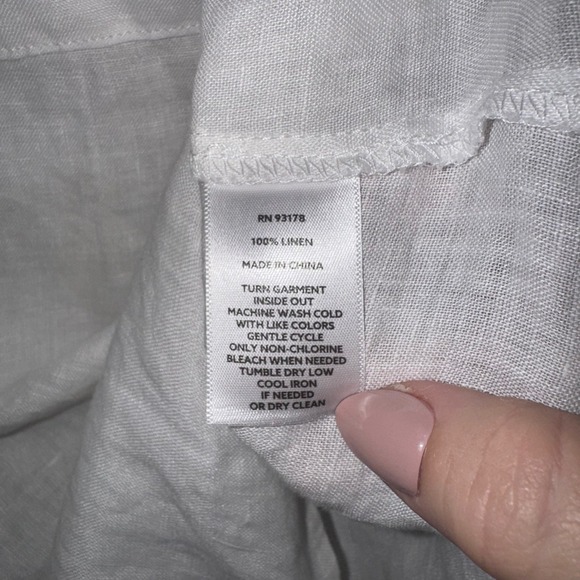 RN 93178
100% LINEN
MADE IN CHINA
TURN GARMENT
INSIDE OUT
MACHINE WASH COLD
WITH LIKE COLORS
GENTLE CYCLE
ONLY NON-CHLORINE
BLEACH WHEN NEEDED
TUMBLE DRY LOW
COOL IRON
IF NEEDED
OR DRY CLEAN